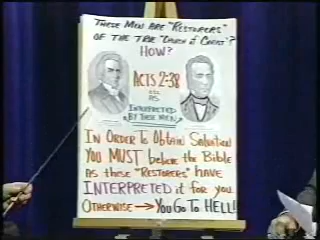 These Men Are "Restorers"
of the True "Church of Christ"?
How?
Acts 2:38
etc.
as
Interpreted
By These Men
In Order To Obtain Salvation
You MUST believe the Bible
As these "Restorers" have
INTERPRETED it for you.
Otherwise → You Go To HELL!